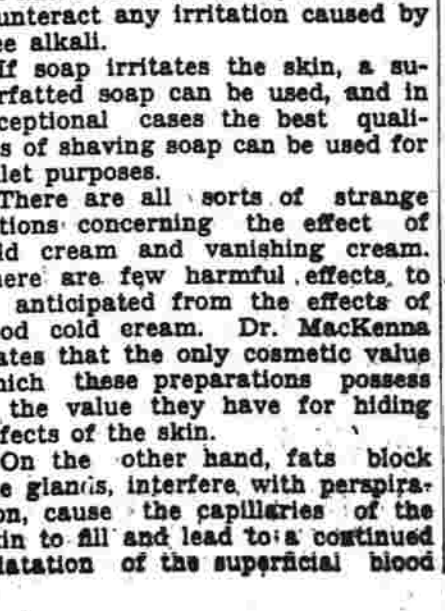 unteract any irritation caused by
ee alkali.
If soap irritates the skin, a su-
rfatted soap can be used, and in
ceptional cases the best quali-
s of shaving soap can be used for
let purposes.
There are all sorts of strange
tions concerning the effect of
ld cream and vanishing cream.
here are few harmful effects, to
anticipated from the effects of
od cold cream. Dr. MacKenna
ates that the only cosmetic value
hich these preparations possess
the value they have for hiding
fects of the skin.
On the other hand, fats block
e glands, interfere with perspira-
on, cause the capillaries of the
in to fill and lead to a continued
latation of the superficial blood